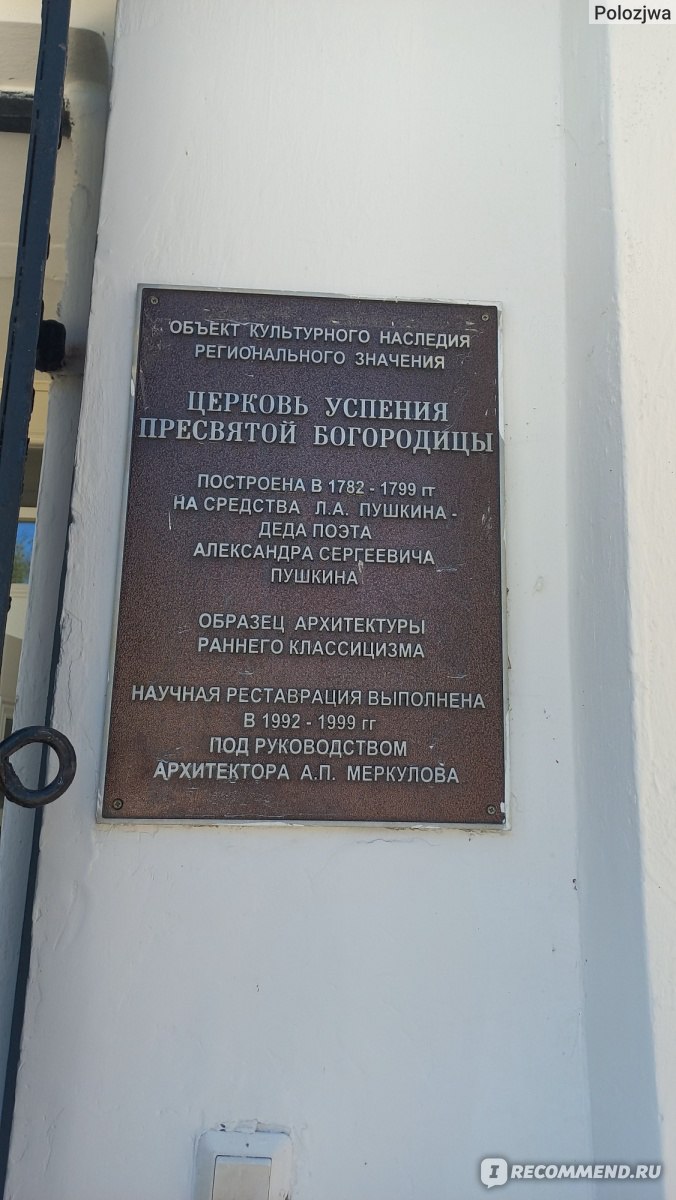 Polozjwa
ОБЪЕКТ КУЛЬТУРНОГО НАСЛЕДИЯ
РЕГИОНАЛЬНОГО ЗНАЧЕНИЯ
ЦЕРКОВЬ УСПЕНИЯ
ПРЕСВЯТОЙ БОГОРОДИЦЫ
ПОСТРОЕНА В 1782 - 1799 гг
НА СРЕДСТВА Л.А. ПУШКИНА -
ДЕДА ПОЭТА
АЛЕКСАНДРА СЕРГЕЕВИЧА
ПУШКИНА
ОБРАЗЕЦ АРХИТЕКТУРЫ
РАННЕГО КЛАССИЦИЗМА
НАУЧНАЯ РЕСТАВРАЦИЯ ВЫПОЛНЕНА
В 1992 - 1999 гг
ПОД РУКОВОДСТВОМ
АРХИТЕКТОРА А.П. МЕРКУЛОВА
IRECOMMEND.RU